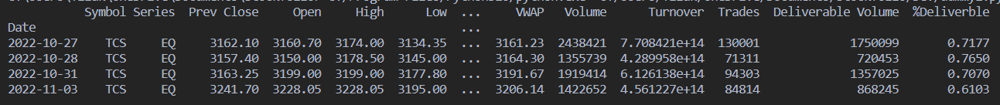 Symbol Series Prev Close Open High Low ... VWAP Volume Turnover Trades Deliverable Volume %Deliverble
Date ...
2022-10-27 TCS EQ 3162.10 3160.70 3174.00 3134.35 ... 3161.23 2438421 7.708421e+14 130001 1750099 0.7177
2022-10-28 TCS EQ 3157.40 3150.00 3178.50 3145.00 ... 3164.30 1355739 4.289958e+14 71311 720453 0.7650
2022-10-31 TCS EQ 3163.25 3199.00 3199.00 3177.80 ... 3191.67 1919414 6.126138e+14 94303 1357025 0.7070
2022-11-03 TCS EQ 3241.70 3228.05 3228.05 3195.00 ... 3206.14 1422652 4.561227e+14 84814 868245 0.6103